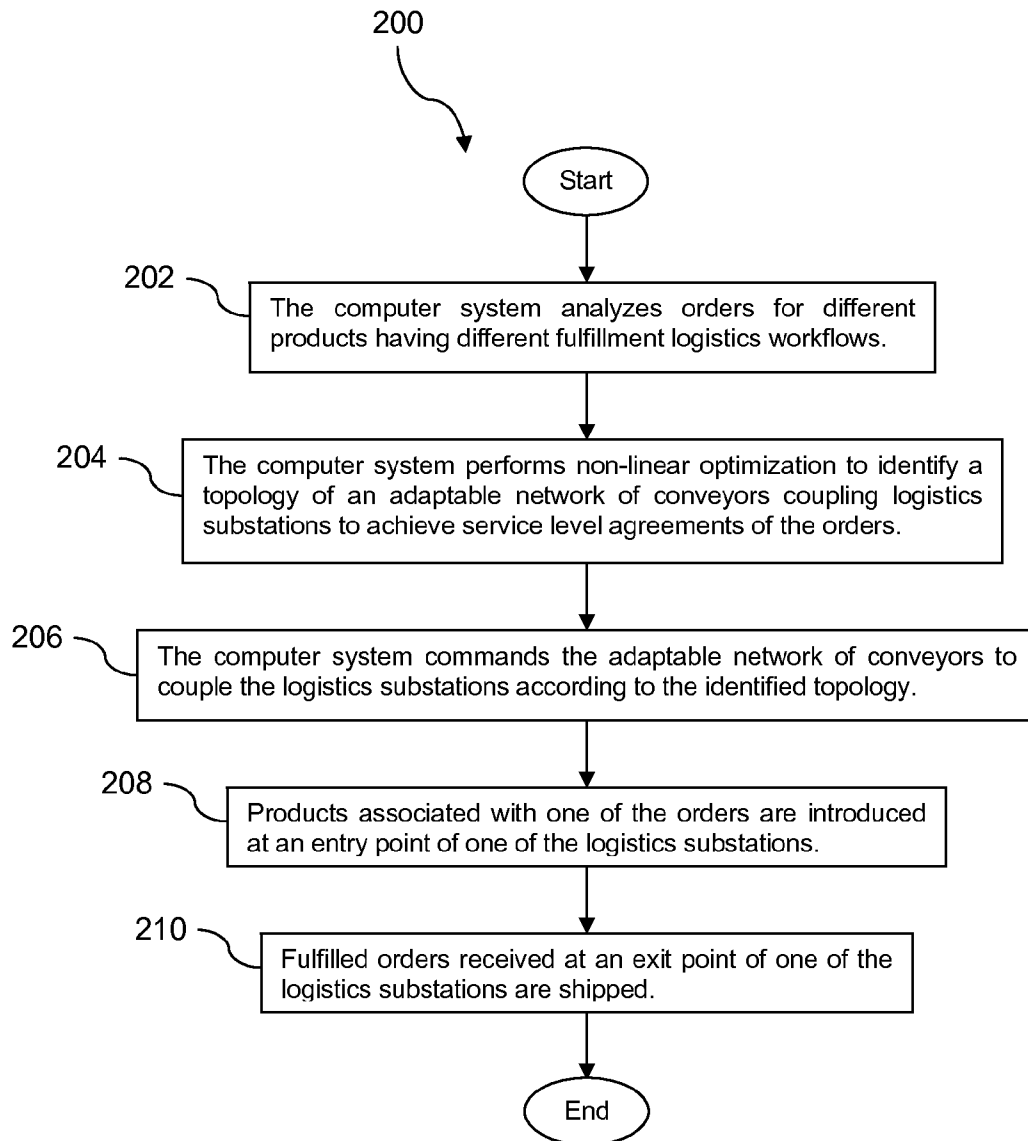 200
Start
202
The computer system analyzes orders for different
products having different fulfillment logistics workflows.
204
The computer system performs non-linear optimization to identify a
topology of an adaptable network of conveyors coupling logistics
substations to achieve service level agreements of the orders.
206
The computer system commands the adaptable network of conveyors to
couple the logistics substations according to the identified topology.
208
Products associated with one of the orders are introduced
at an entry point of one of the logistics substations.
210
Fulfilled orders received at an exit point of one of the
logistics substations are shipped.
End